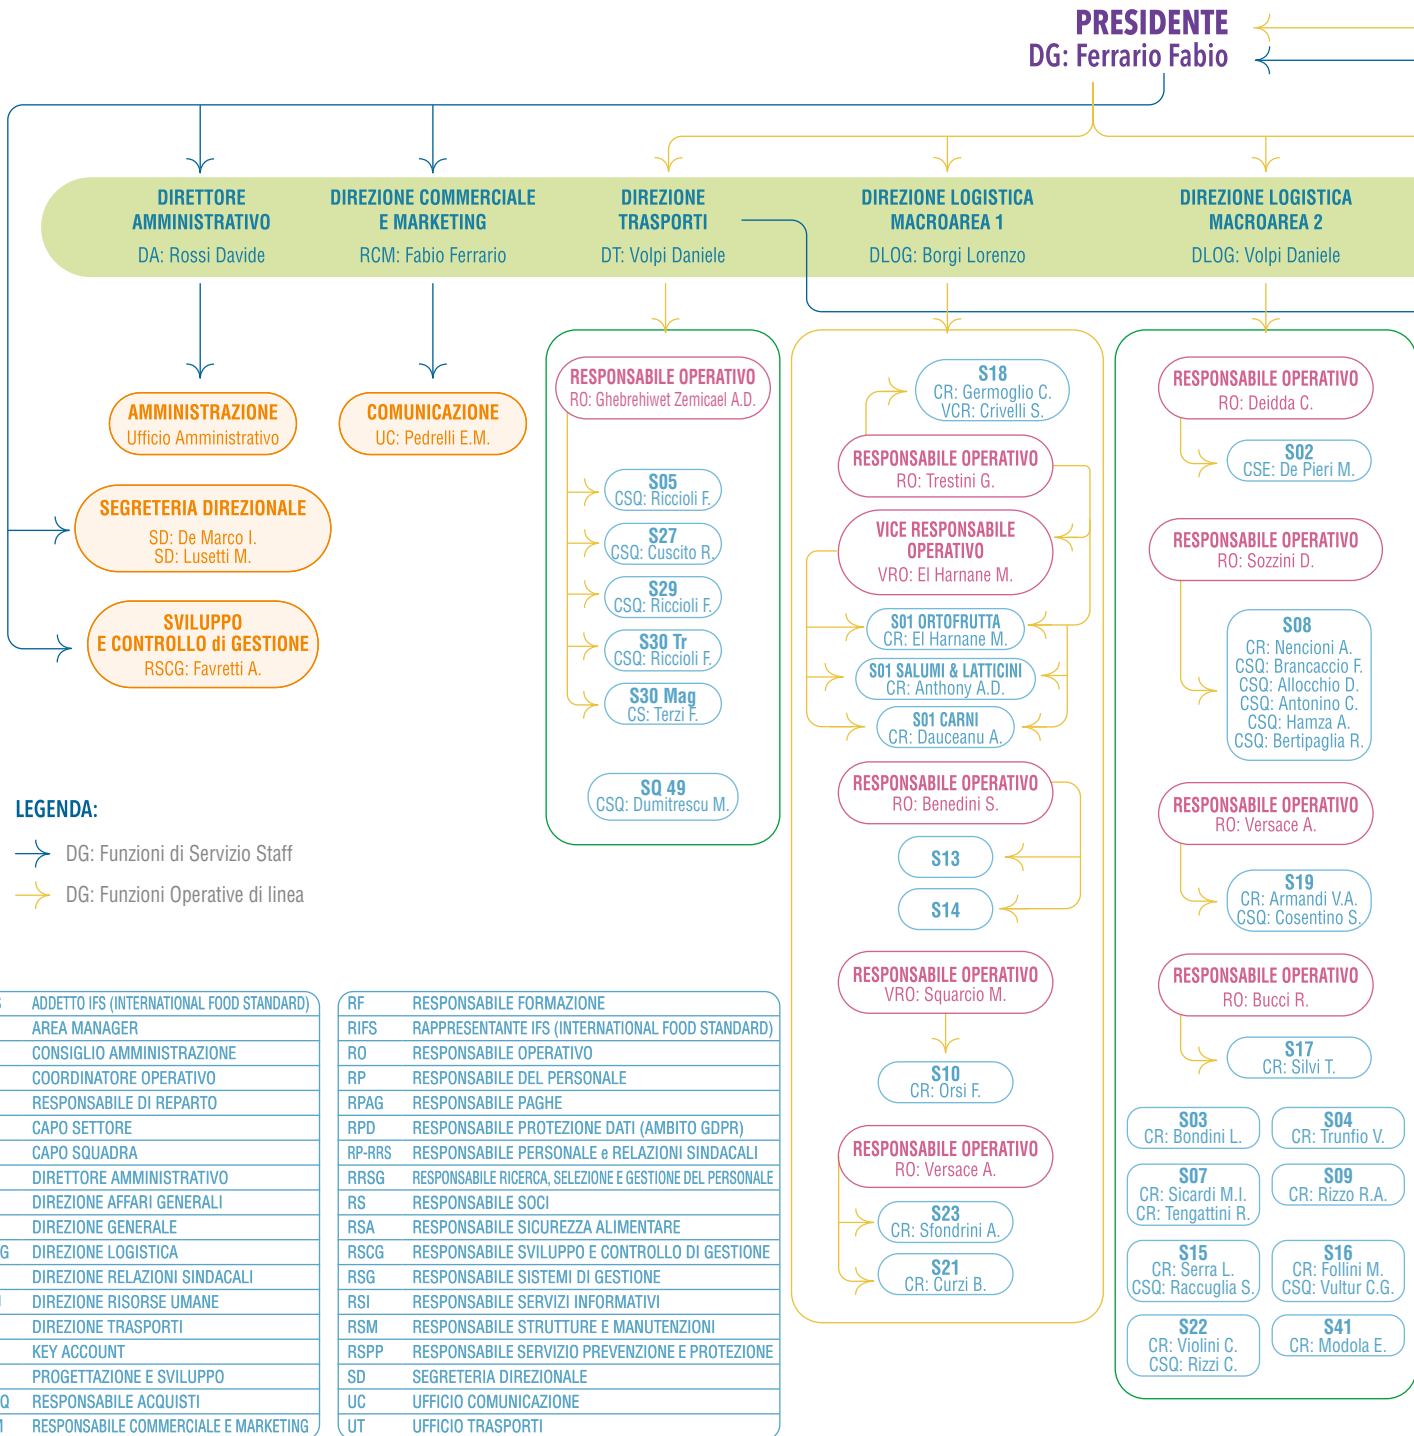 PRESIDENTE
DG: Ferrario Fabio
DIRETTORE
AMMINISTRATIVO
DA: Rossi Davide
DIREZIONE COMMERCIALE
E MARKETING
RCM: Fabio Ferrario
DIREZIONE
TRASPORTI
DT: Volpi Daniele
DIREZIONE LOGISTICA
MACROAREA 1
DLOG: Borgi Lorenzo
DIREZIONE LOGISTICA
MACROAREA 2
DLOG: Volpi Daniele
AMMINISTRAZIONE
Ufficio Amministrativo
COMUNICAZIONE
UC: Pedrelli E.M.
SEGRETERIA DIREZIONALE
SD: De Marco I.
SD: Lusetti M.
SVILUPPO
E CONTROLLO di GESTIONE
RSCG: Favretti A.
RESPONSABILE OPERATIVO
RO: Ghebrehiwet Zemicael A.D.
S05
CSQ: Riccioli F.
S27
CSQ: Cuscito R.
S29
CSQ: Riccioli F.
S30 Tr
CSQ: Riccioli F.
S30 Mag
CS: Terzi F.
SQ 49
CSQ: Dumitrescu M.
S18
CR: Germoglio C.
VCR: Crivelli S.
RESPONSABILE OPERATIVO
RO: Trestini G.
VICE RESPONSABILE
OPERATIVO
VRO: El Harnane M.
S01 ORTOFRUTTA
CR: El Harnane M.
S01 SALUMI & LATTICINI
CR: Anthony A.D.
S01 CARNI
CR: Dauceanu A.
RESPONSABILE OPERATIVO
RO: Benedini S.
S13
S14
RESPONSABILE OPERATIVO
VRO: Squarcio M.
S10
CR: Orsi F.
RESPONSABILE OPERATIVO
RO: Versace A.
S23
CR: Sfondrini A.
S21
CR: Curzi B.
RESPONSABILE OPERATIVO
RO: Deidda C.
S02
CSE: De Pieri M.
RESPONSABILE OPERATIVO
RO: Sozzini D.
S08
CR: Nencioni A.
CSQ: Brancaccio F.
CSQ: Allocchio D.
CSQ: Antonino C.
CSQ: Hamza A.
CSQ: Bertipaglia R.
RESPONSABILE OPERATIVO
RO: Versace A.
S19
CR: Armandi V.A.
CSQ: Cosentino S.
RESPONSABILE OPERATIVO
RO: Bucci R.
S17
CR: Silvi T.
S03
CR: Bondini L.
S04
CR: Trunfio V.
S07
CR: Sicardi M.I.
CR: Tengattini R.
S09
CR: Rizzo R.A.
S15
CR: Serra L.
CSQ: Raccuglia S.
S16
CR: Follini M.
CSQ: Vultur C.G.
S22
CR: Violini C.
CSQ: Rizzi C.
S41
CR: Modola E.
LEGENDA:
DG: Funzioni di Servizio Staff
DG: Funzioni Operative di linea
ADDETTO IFS (INTERNATIONAL FOOD STANDARD)
AREA MANAGER
CONSIGLIO AMMINISTRAZIONE
COORDINATORE OPERATIVO
RESPONSABILE DI REPARTO
CAPO SETTORE
CAPO SQUADRA
DIRETTORE AMMINISTRATIVO
DIREZIONE AFFARI GENERALI
DIREZIONE GENERALE
G DIREZIONE LOGISTICA
DIREZIONE RELAZIONI SINDACALI
DIREZIONE RISORSE UMANE
DIREZIONE TRASPORTI
KEY ACCOUNT
PROGETTAZIONE E SVILUPPO
Q RESPONSABILE ACQUISTI
RESPONSABILE COMMERCIALE E MARKETING
RF RESPONSABILE FORMAZIONE
RIFS RAPPRESENTANTE IFS (INTERNATIONAL FOOD STANDARD)
RO RESPONSABILE OPERATIVO
RP RESPONSABILE DEL PERSONALE
RPAG RESPONSABILE PAGHE
RPD RESPONSABILE PROTEZIONE DATI (AMBITO GDPR)
RP-RRS RESPONSABILE PERSONALE e RELAZIONI SINDACALI
RRSG RESPONSABILE RICERCA, SELEZIONE E GESTIONE DEL PERSONALE
RS RESPONSABILE SOCI
RSA RESPONSABILE SICUREZZA ALIMENTARE
RSCG RESPONSABILE SVILUPPO E CONTROLLO DI GESTIONE
RSG RESPONSABILE SISTEMI DI GESTIONE
RSI RESPONSABILE SERVIZI INFORMATIVI
RSM RESPONSABILE STRUTTURE E MANUTENZIONI
RSPP RESPONSABILE SERVIZIO PREVENZIONE E PROTEZIONE
SD SEGRETERIA DIREZIONALE
UC UFFICIO COMUNICAZIONE
UT UFFICIO TRASPORTI